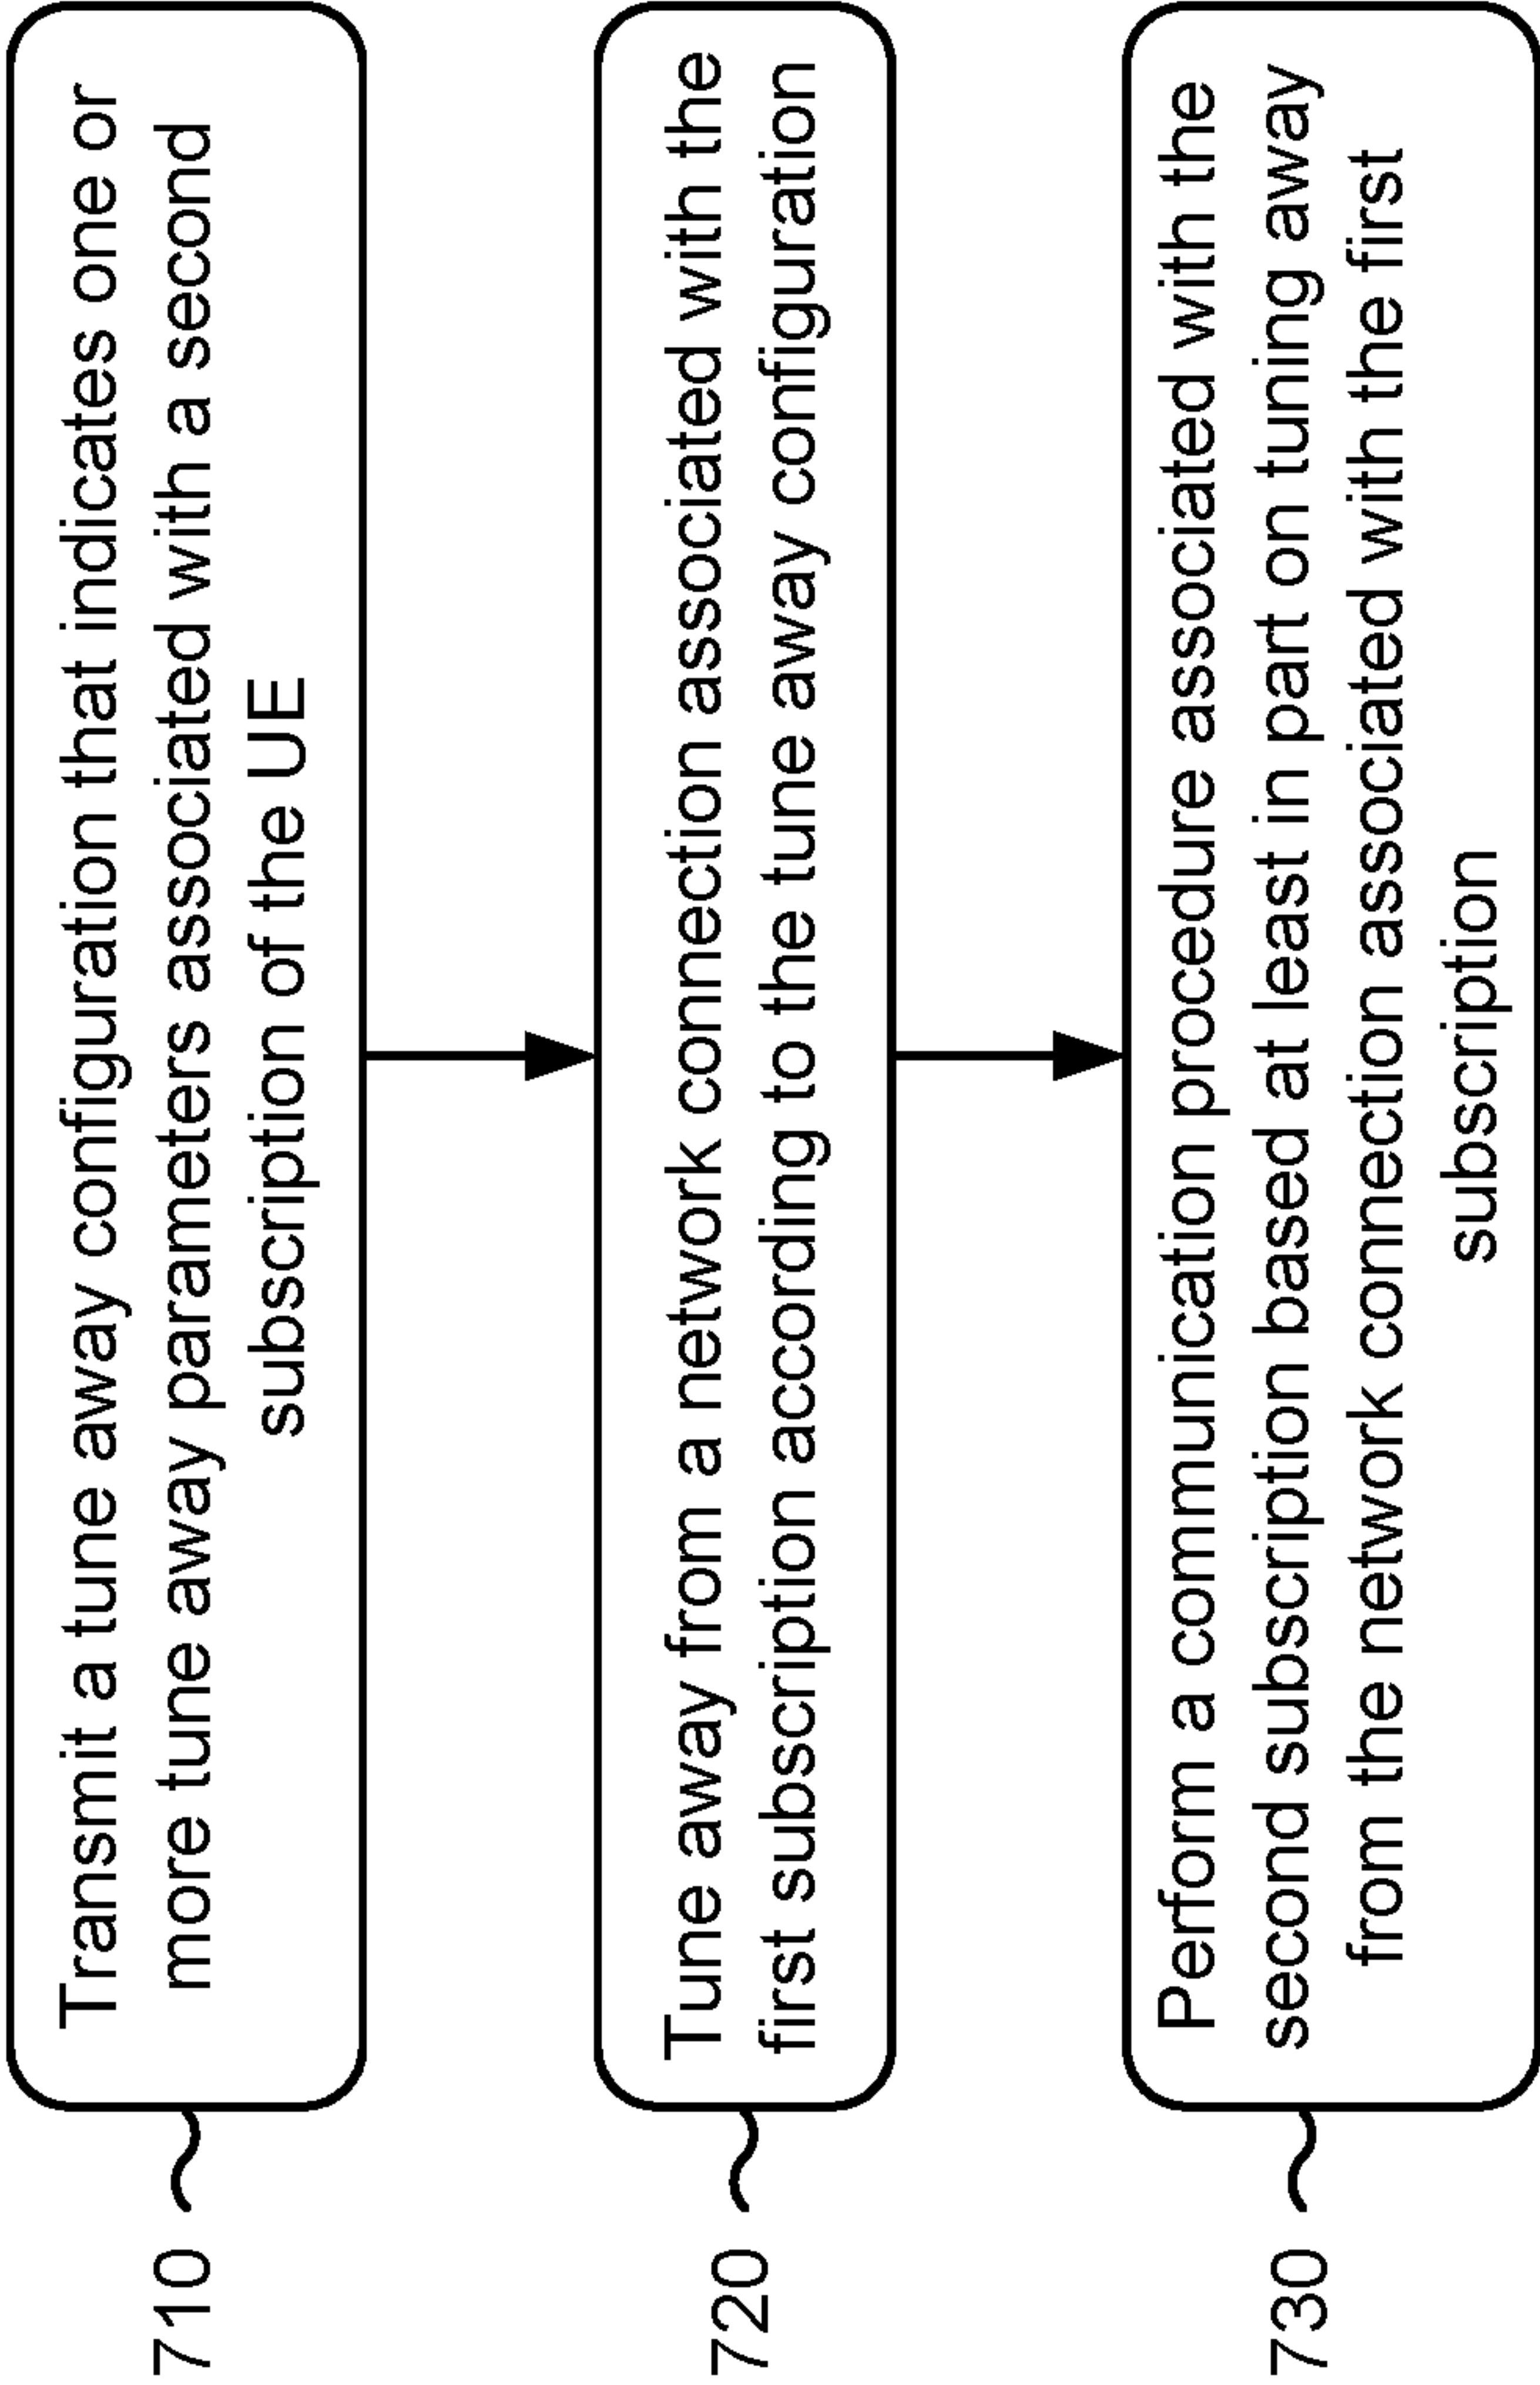 710
Transmit a tune away configuration that indicates one or
more tune away parameters associated with a second
subscription of the UE
720
Tune away from a network connection associated with the
first subscription according to the tune away configuration
730
Perform a communication procedure associated with the
second subscription based at least in part on tuning away
from the network connection associated with the first
subscription